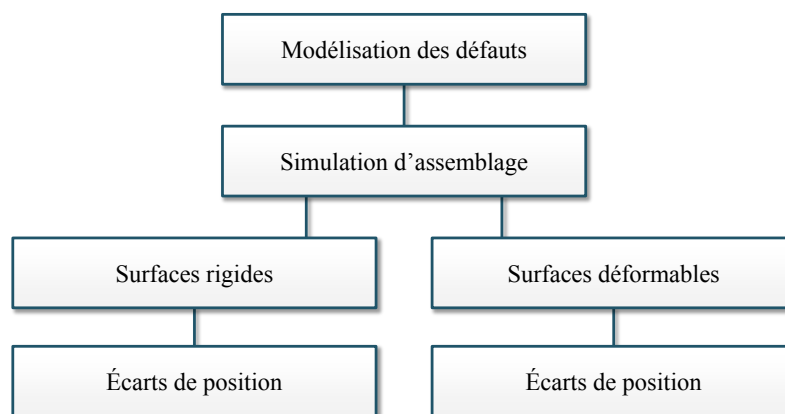 Modélisation des défauts
Simulation d’assemblage
Surfaces rigides
Surfaces déformables
Écarts de position
Écarts de position